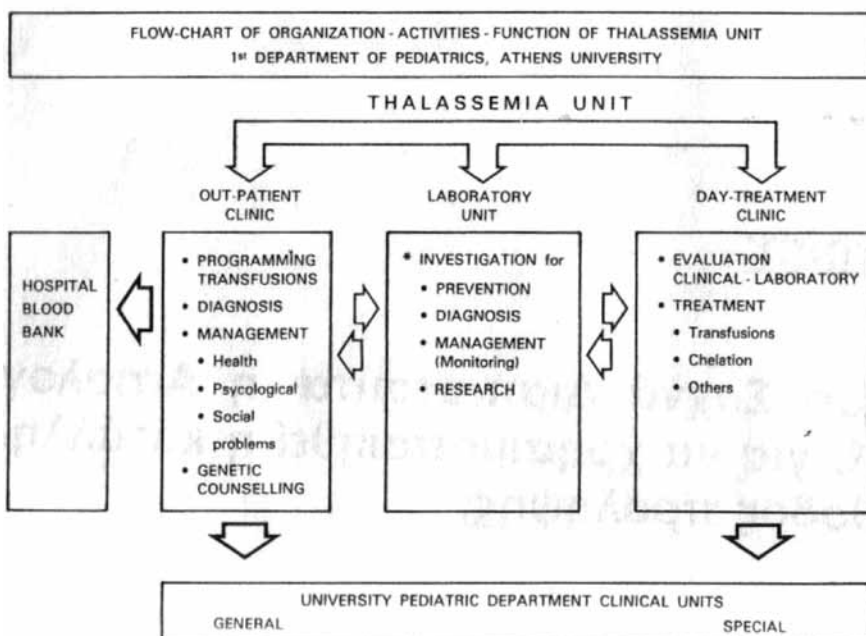 FLOW-CHART OF ORGANIZATION - ACTIVITIES - FUNCTION OF THALASSEMIA UNIT
1st DEPARTMENT OF PEDIATRICS, ATHENS UNIVERSITY
THALASSEMIA UNIT
OUT-PATIENT
CLINIC
LABORATORY
UNIT
DAY-TREATMENT
CLINIC
HOSPITAL
BLOOD
BANK
• PROGRAMMING
TRANSFUSIONS
• DIAGNOSIS
• MANAGEMENT
• Health
• Psycological
• Social
problems
• GENETIC
COUNSELLING
• INVESTIGATION for
• PREVENTION
• DIAGNOSIS
• MANAGEMENT
(Monitoring)
• RESEARCH
• EVALUATION
CLINICAL - LABORATORY
• TREATMENT
• Transfusions
• Chelation
• Others
UNIVERSITY PEDIATRIC DEPARTMENT CLINICAL UNITS
GENERAL SPECIAL